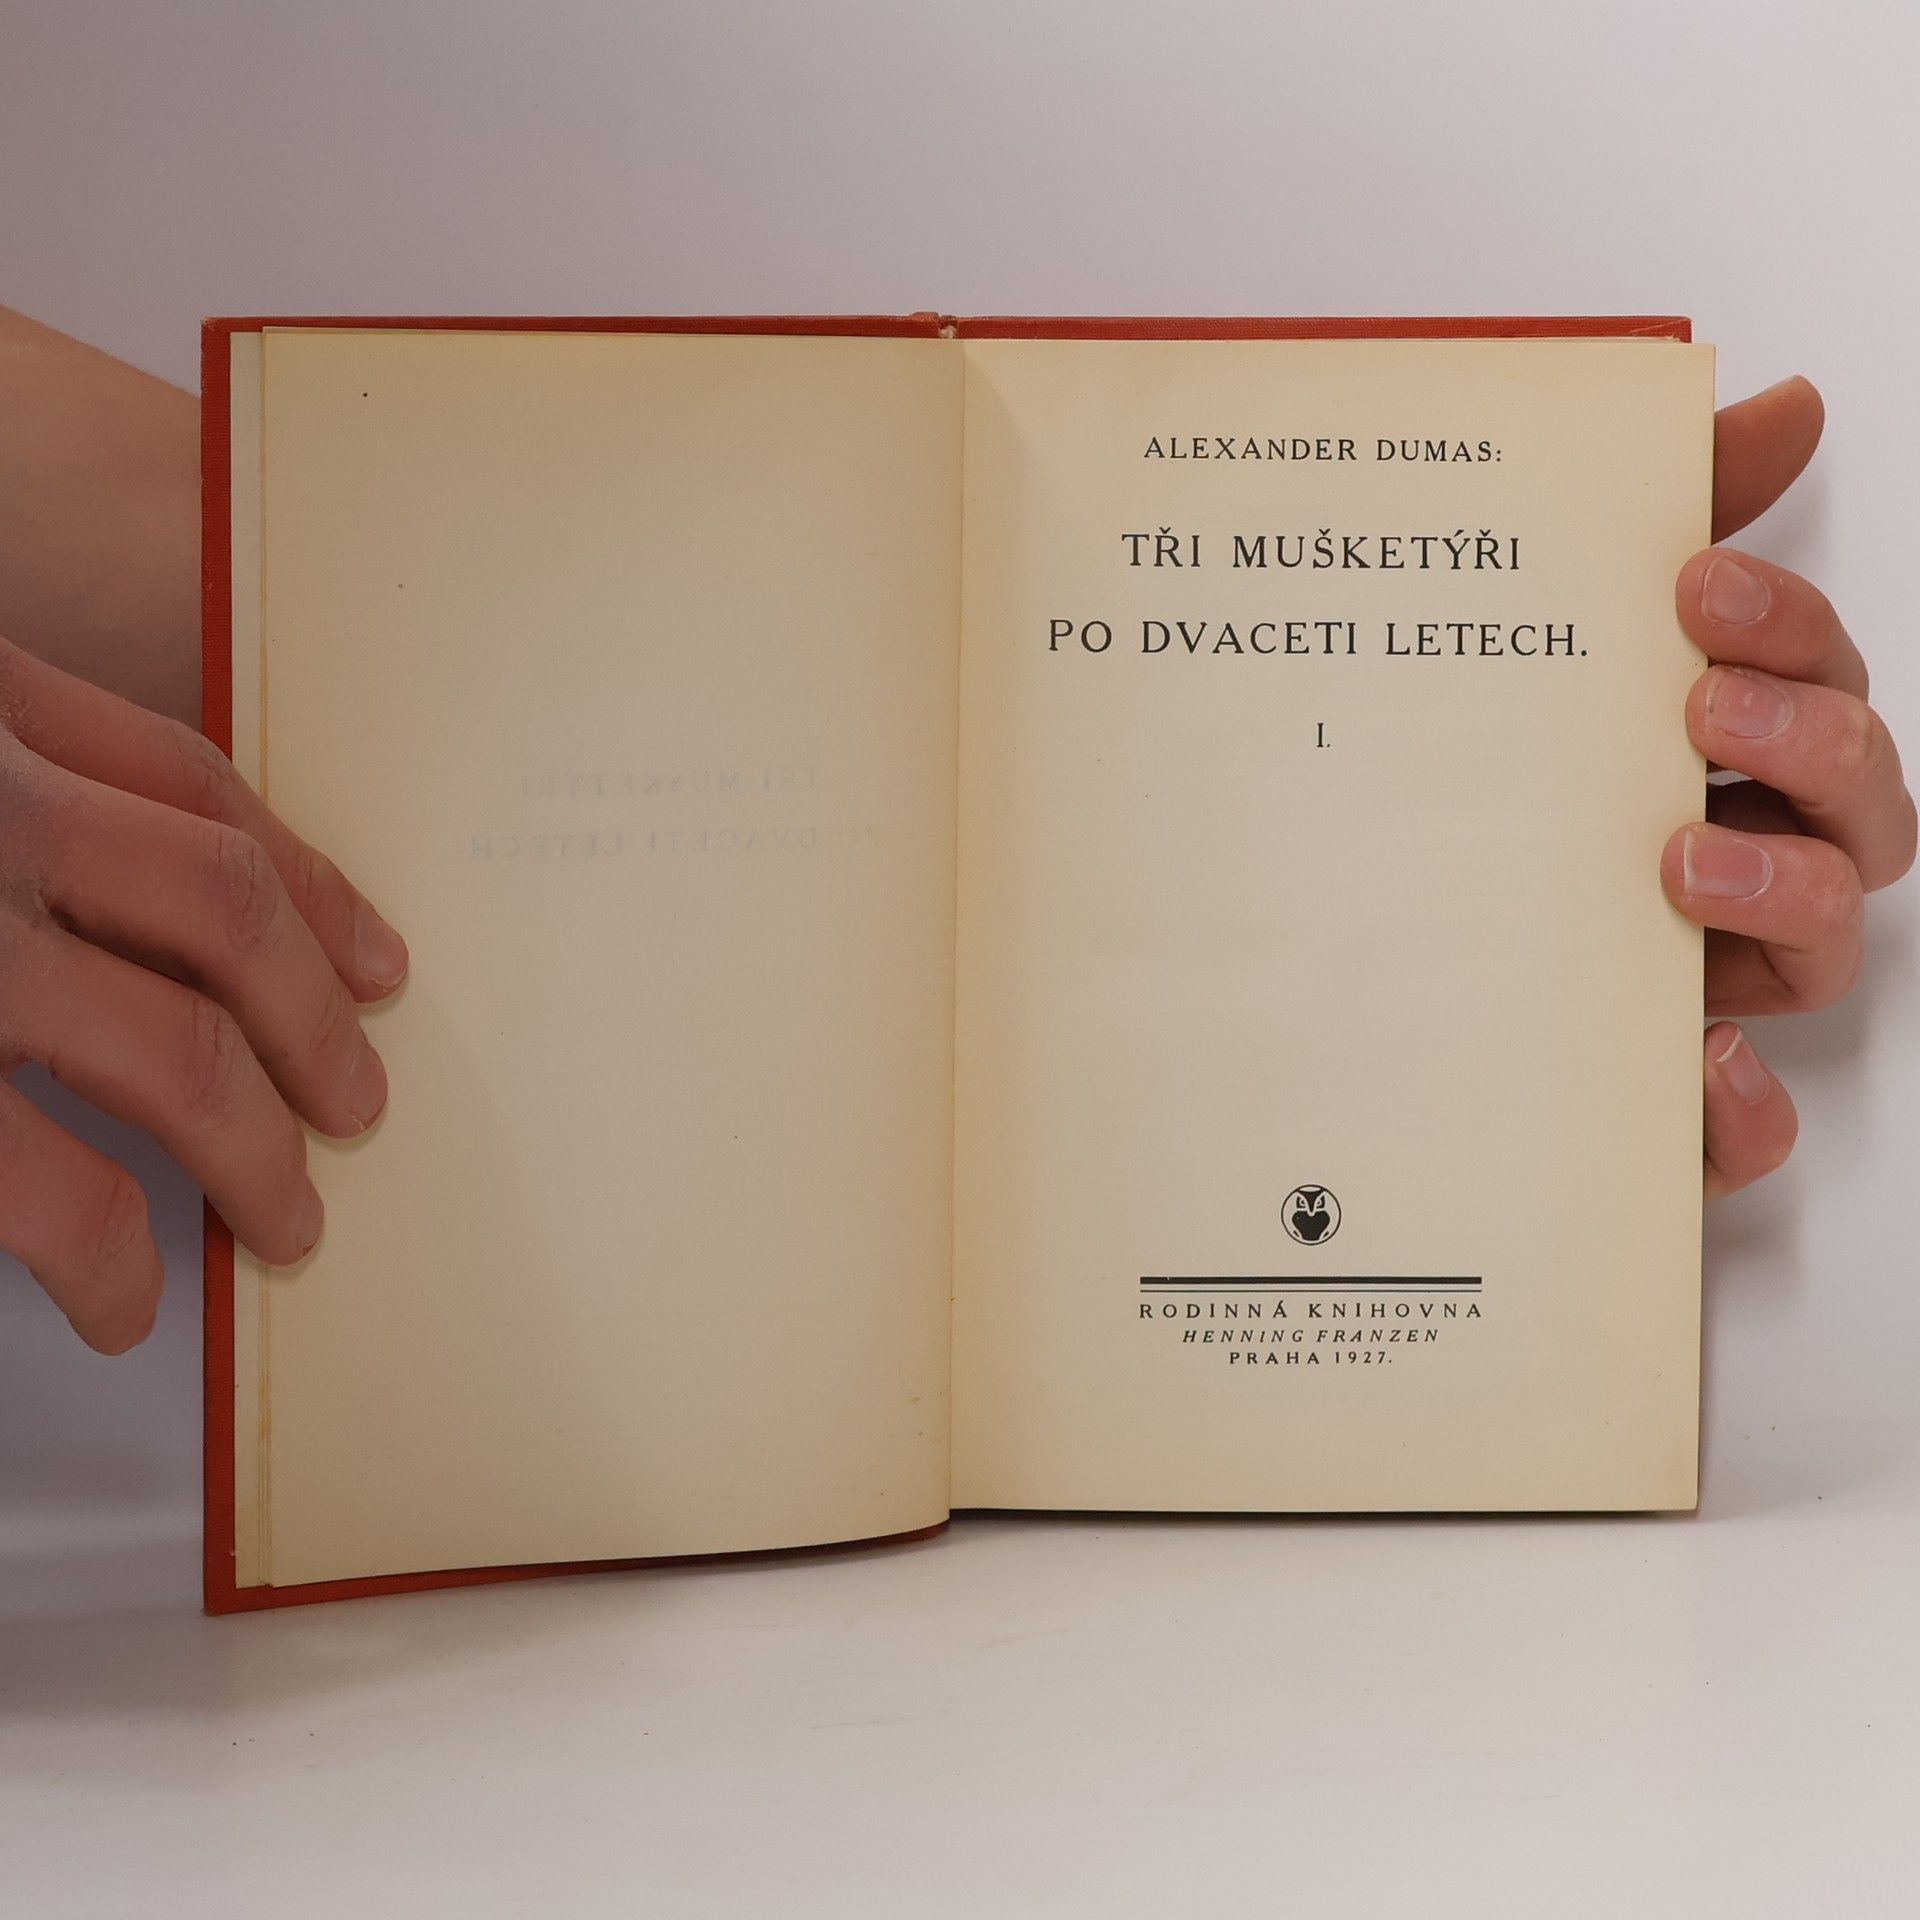 ALEXANDER DUMAS:
TŘI MUŠKETÝŘI
PO DVACETI LETECH.
I.
RODINNÁ KNIHOVNA
HENNING FRANZEN
PRAHA 1927.